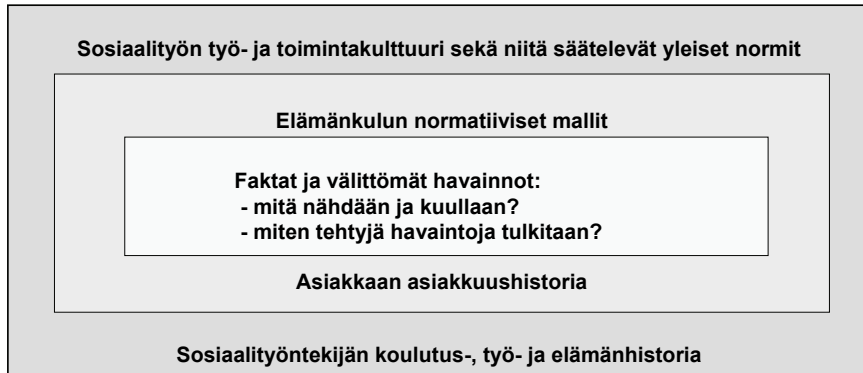 Sosiaalityön työ- ja toimintakulttuuri sekä niitä säätelevät yleiset normit
Elämänkulun normatiiviset mallit
Faktat ja välittömät havainnot:
- mitä nähdään ja kuullaan?
- miten tehtyjä havaintoja tulkitaan?
Asiakkaan asiakkuushistoria
Sosiaalityöntekijän koulutus-, työ- ja elämänhistoria